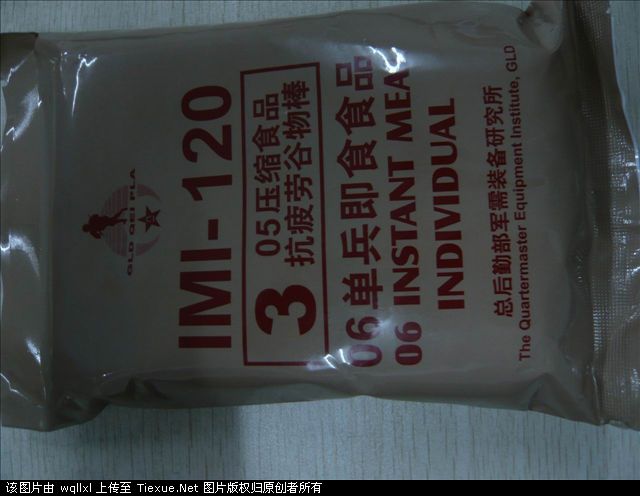 GLD QEI PLA
IMI-120
3
05压缩食品
抗疲劳谷物棒
06单兵即食食品
06 INSTANT MEA
INDIVIDUAL
总后勤部军需装备研究所
The Quartermaster Equipment Institute, GLD
该图片由 wqllxl 上传至 Tiexue.Net 图片版权归原创者所有